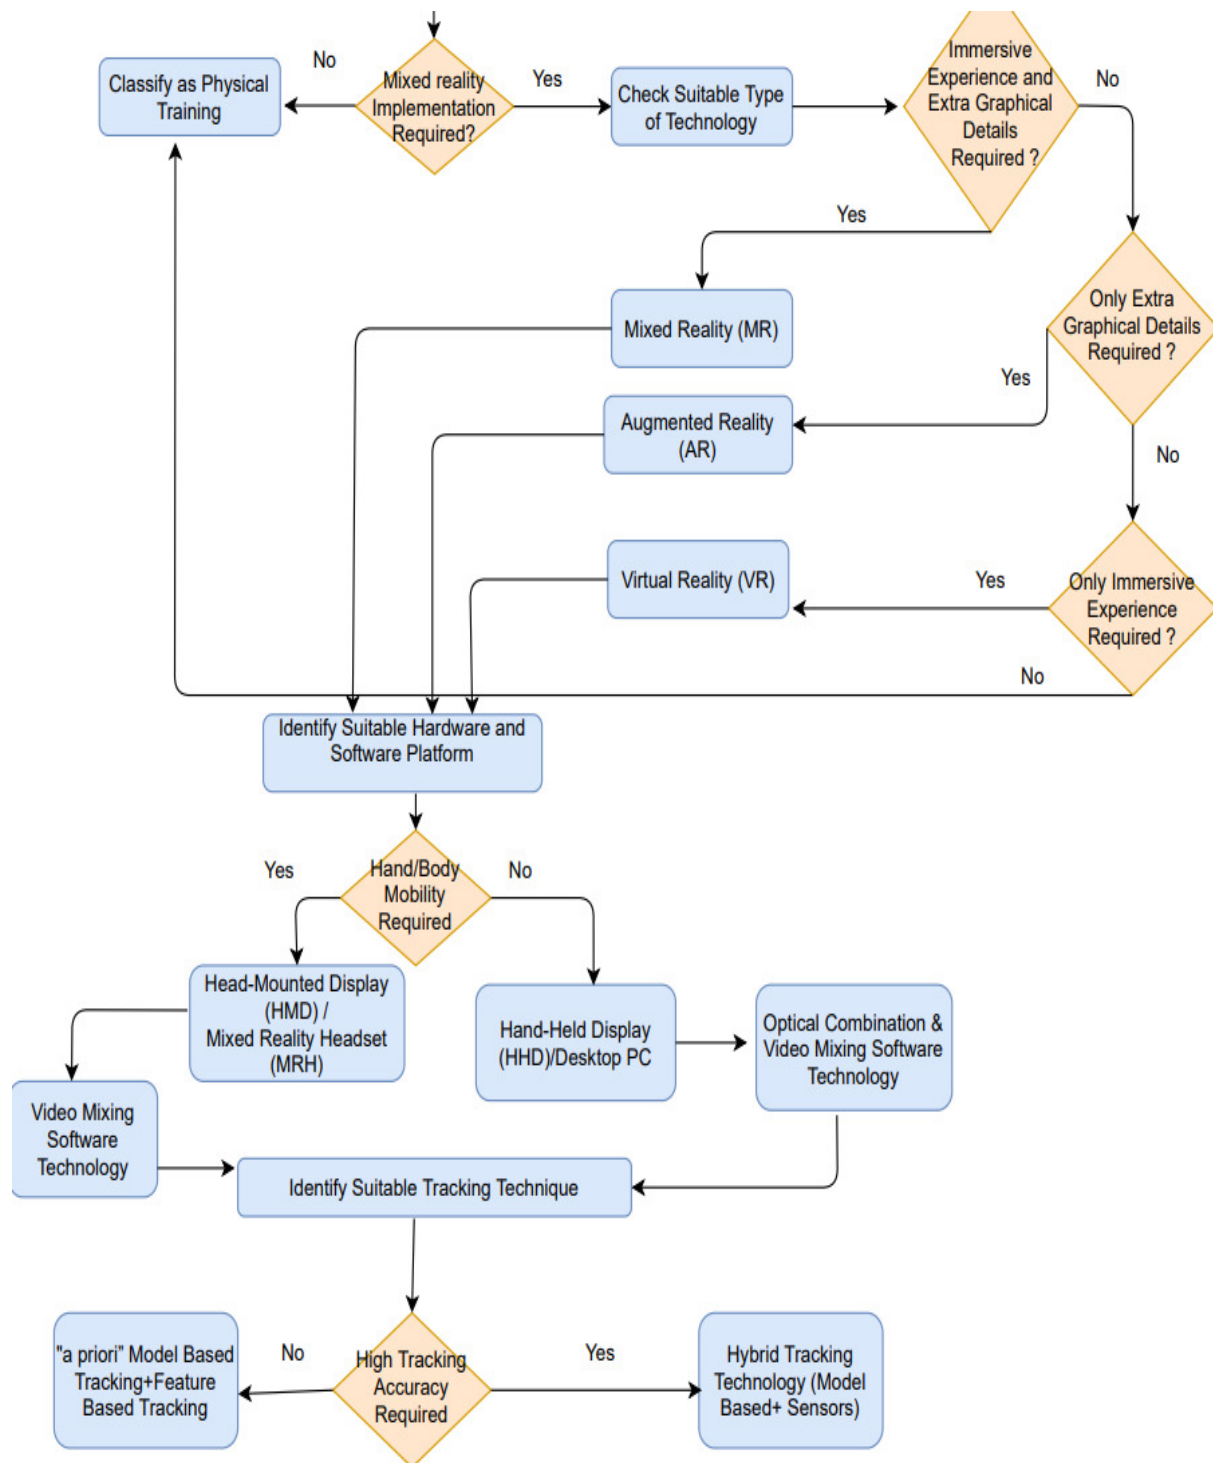 No
Classify as Physical
Training
Mixed reality
Implementation
Required?
Yes
Check Suitable Type
of Technology
Immersive
Experience and
Extra Graphical
Details
Required ?
No
Yes
Only Extra
Graphical Details
Required ?
Mixed Reality (MR)
Yes
Augmented Reality
(AR)
No
Virtual Reality (VR)
Yes
Only Immersive
Experience
Required ?
No
Identify Suitable Hardware and
Software Platform
Yes
Hand/Body
Mobility
Required
No
Head-Mounted Display
(HMD) /
Mixed Reality Headset
(MRH)
Hand-Held Display
(HHD)/Desktop PC
Optical Combination &
Video Mixing Software
Technology
Video Mixing
Software
Technology
Identify Suitable Tracking Technique
"a priori" Model Based
Tracking+Feature
Based Tracking
No
High Tracking
Accuracy
Required
Yes
Hybrid Tracking
Technology (Model
Based+ Sensors)